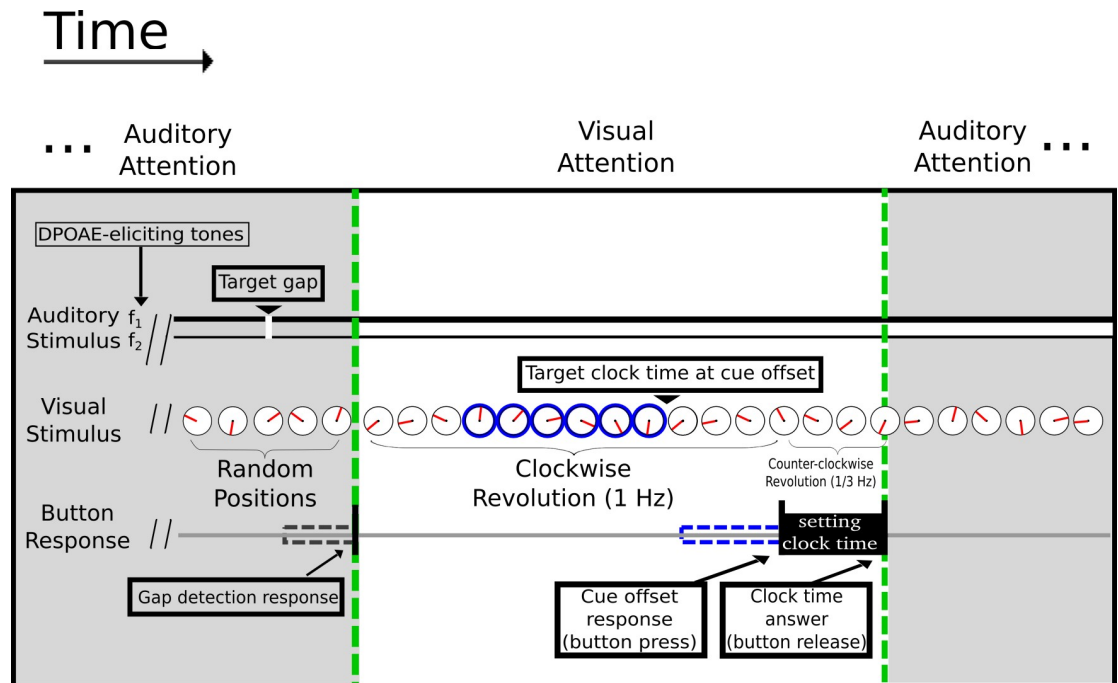 Time
... Auditory Attention
Visual Attention
Auditory Attention ...
DPOAE-eliciting tones
Target gap
Auditory f₁
Stimulus f₂
Target clock time at cue offset
Visual
Stimulus
Random
Positions
Clockwise
Revolution (1 Hz)
Counter-clockwise
Revolution (1/3 Hz)
Button
Response
setting
clock time
Gap detection response
Cue offset
response
(button press)
Clock time
answer
(button release)